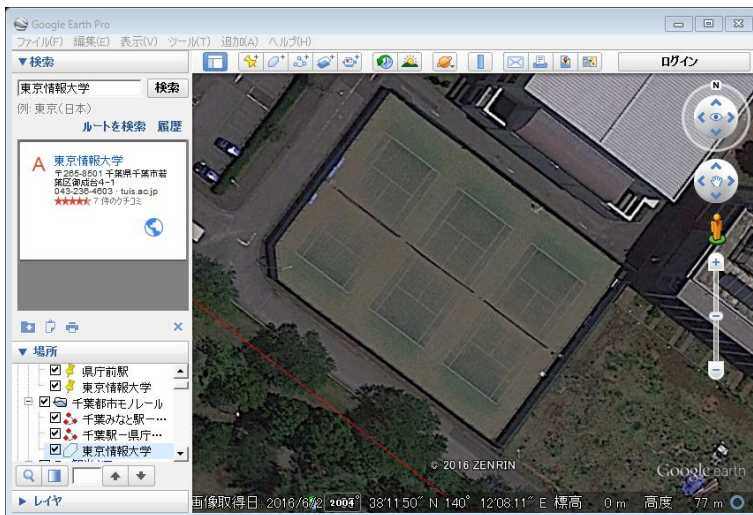 Google Earth Pro
ファイル(F) 編集(E) 表示(V) ツール(T) 追加(A) ヘルプ(H)
▼検索
東京情報大学
検索
例: 東京(日本)
ルートを検索 履歴
A 東京情報大学
〒265-8501 千葉県千葉市若
葉区御成台4-1
043-236-4603 · tuis.ac.jp
7 件のクチコミ
▼ 場所
県庁前駅
東京情報大学
千葉都市モノレール
千葉みなと駅ー…
千葉駅ー県庁…
東京情報大学
▶ レイヤ
ログイン
N
© 2016 ZENRIN
Google earth
画像取得日: 2016/6/2 2004 38'11.50" N 140° 12'08.11" E 標高 0 m 高度 77 m